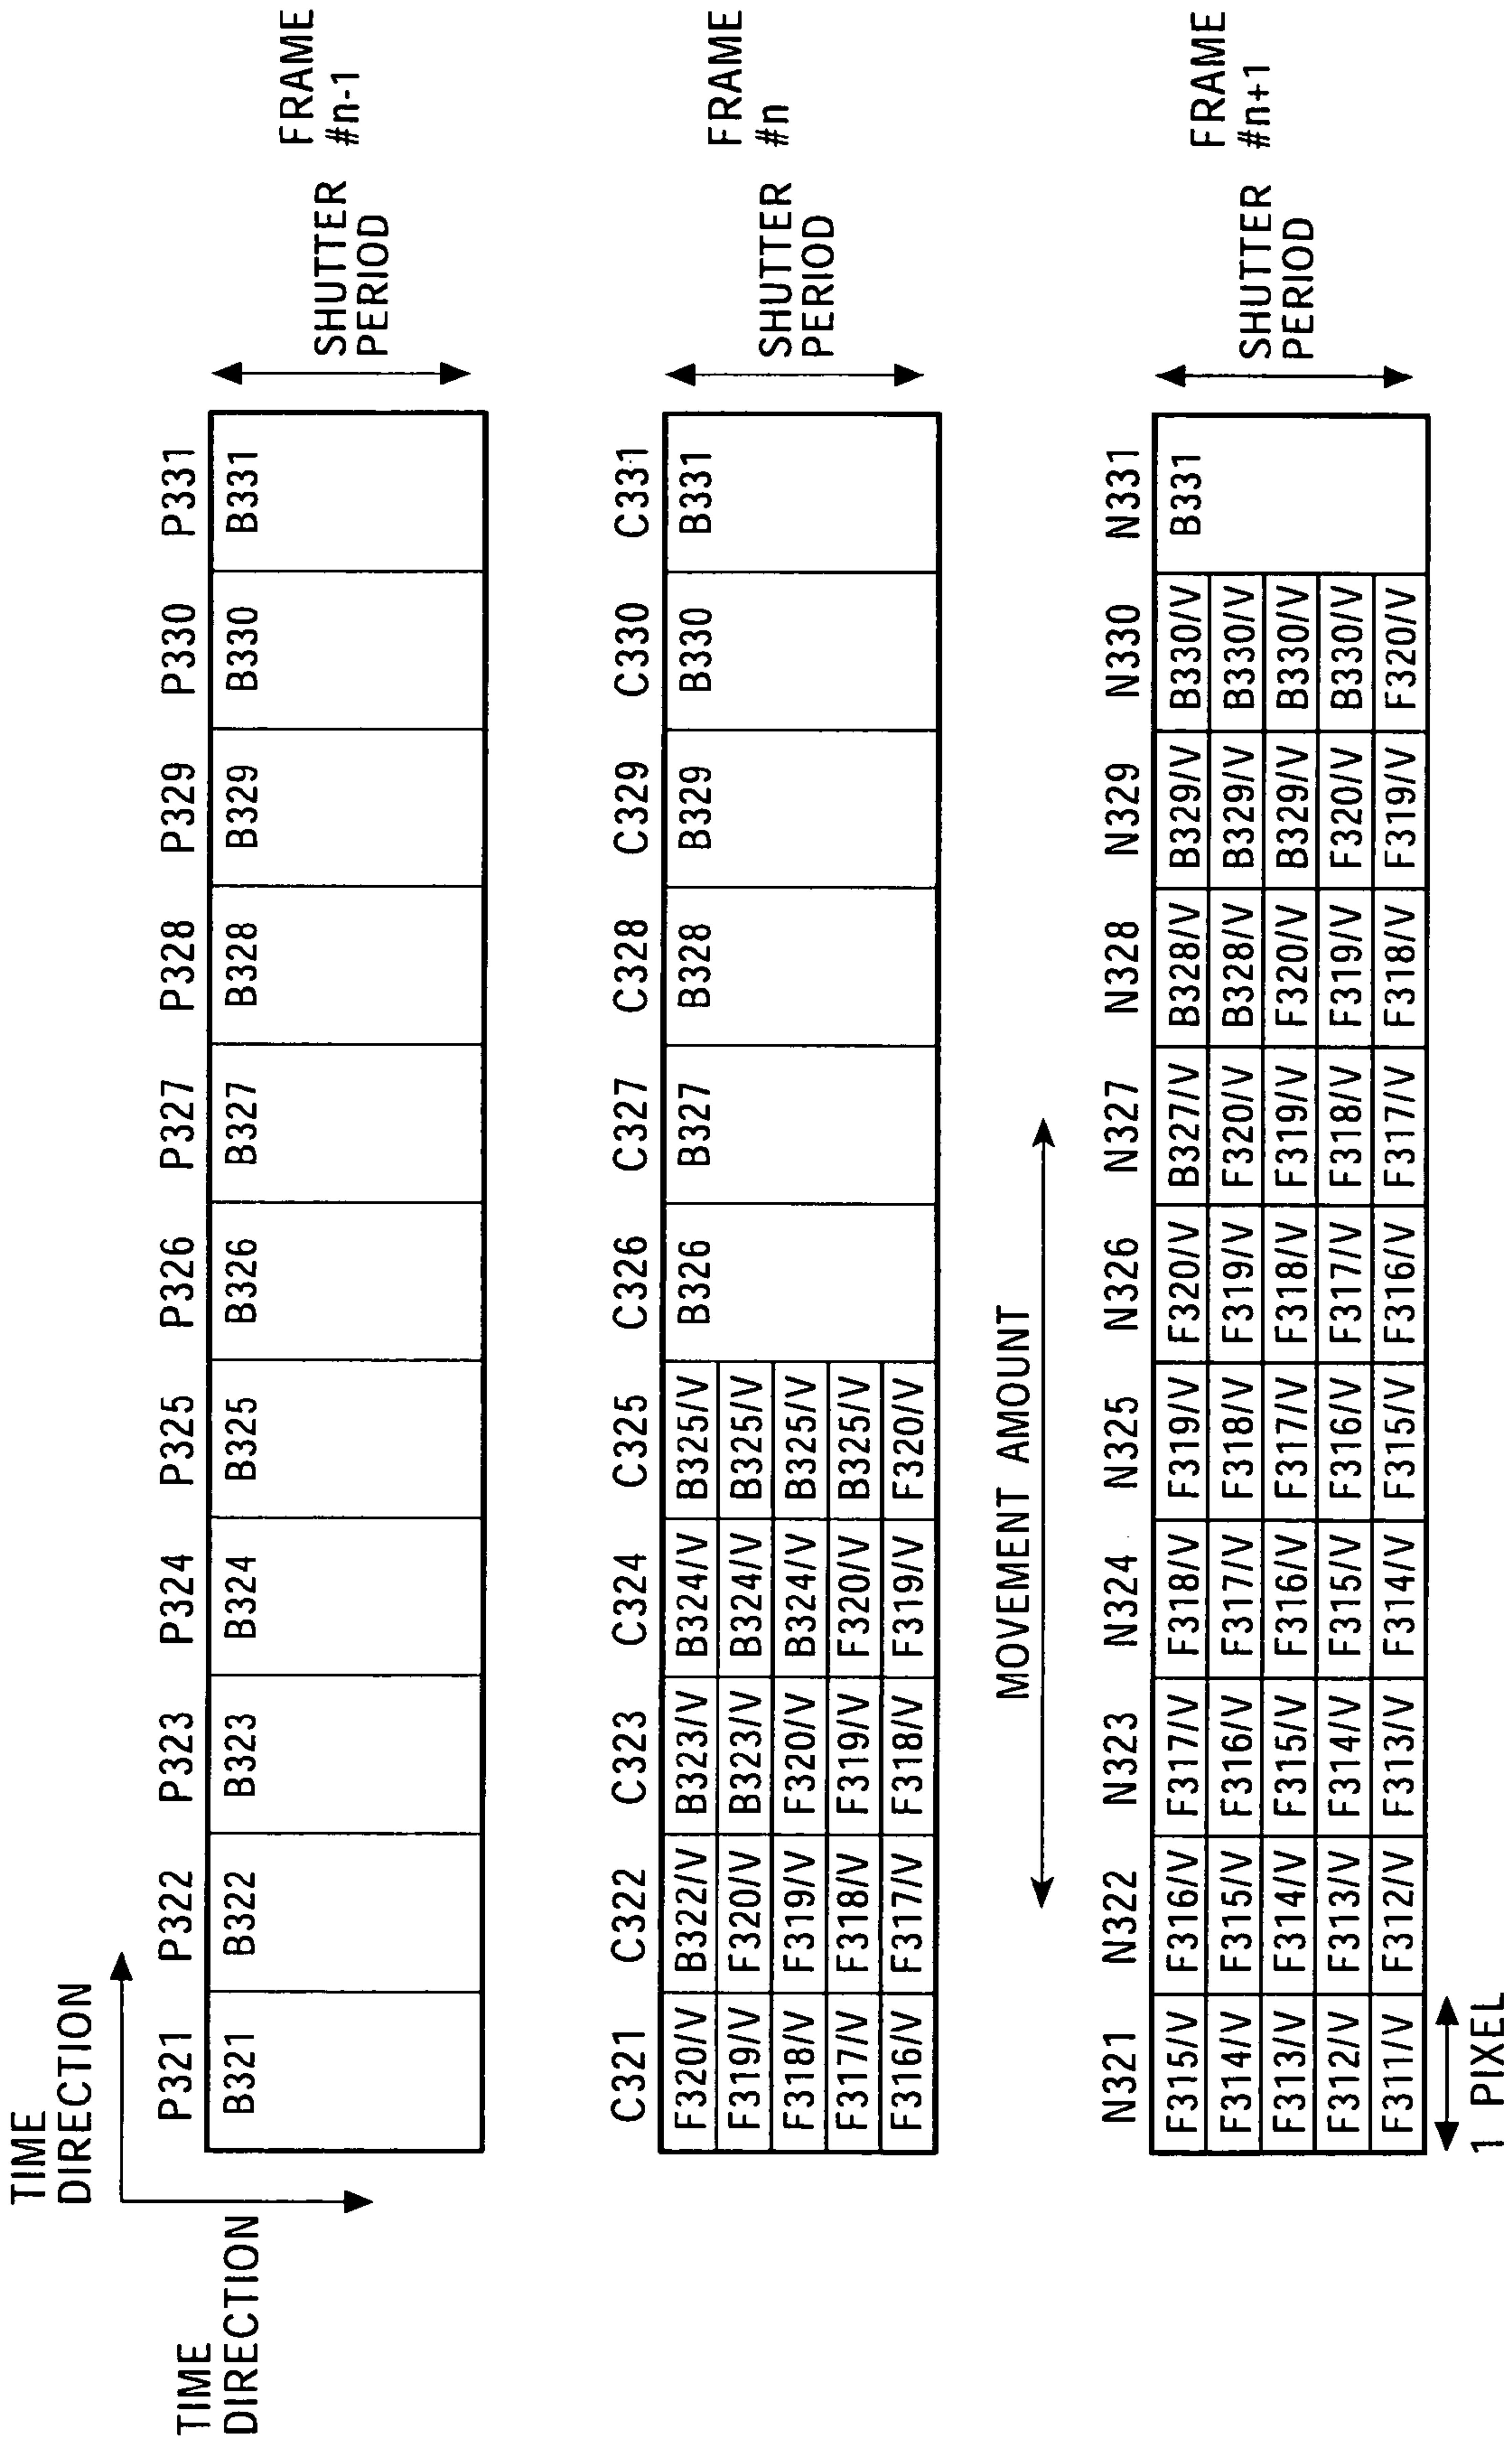 TIME
DIRECTION
TIME
DIRECTION
P321 P322 P323 P324 P325 P326 P327 P328 P329 P330 P331
B321 B322 B323 B324 B325 B326 B327 B328 B329 B330 B331
FRAME
#n-1
SHUTTER
PERIOD
C321 C322 C323 C324 C325 C326 C327 C328 C329 C330 C331
F320/V B322/V B323/V B324/V B325/V B326 B327 B328 B329 B330 B331
F319/V F320/V B323/V B324/V B325/V
F318/V F319/V F320/V B324/V B325/V
F317/V F318/V F319/V F320/V B325/V
F316/V F317/V F318/V F319/V F320/V
FRAME
#n
SHUTTER
PERIOD
MOVEMENT AMOUNT
N321 N322 N323 N324 N325 N326 N327 N328 N329 N330 N331
F315/V F316/V F317/V F318/V F319/V F320/V B327/V B328/V B329/V B330/V B331
F314/V F315/V F316/V F317/V F318/V F319/V F320/V B328/V B329/V B330/V
F313/V F314/V F315/V F316/V F317/V F318/V F319/V F320/V B329/V B330/V
F312/V F313/V F314/V F315/V F316/V F317/V F318/V F319/V F320/V B330/V
F311/V F312/V F313/V F314/V F315/V F316/V F317/V F318/V F319/V F320/V
FRAME
#n+1
SHUTTER
PERIOD
1 PIXEL